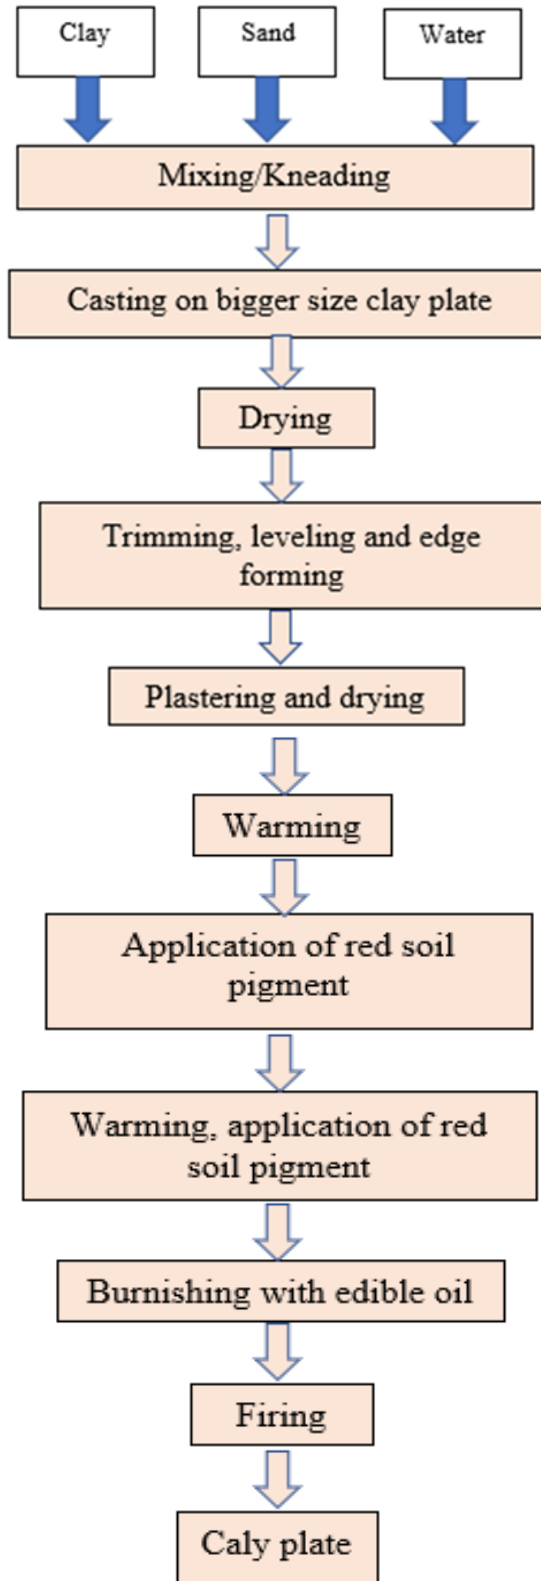 Clay
Sand
Water
Mixing/Kneading
Casting on bigger size clay plate
Drying
Trimming, leveling and edge
forming
Plastering and drying
Warming
Application of red soil
pigment
Warming, application of red
soil pigment
Burnishing with edible oil
Firing
Caly plate